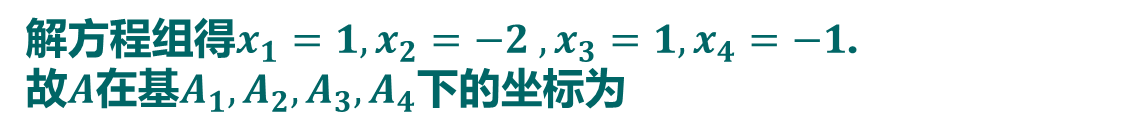 解方程组得x₁ = 1, x₂ = −2 , x₃ = 1, x₄ = −1.
故A在基A₁, A₂, A₃, A₄下的坐标为